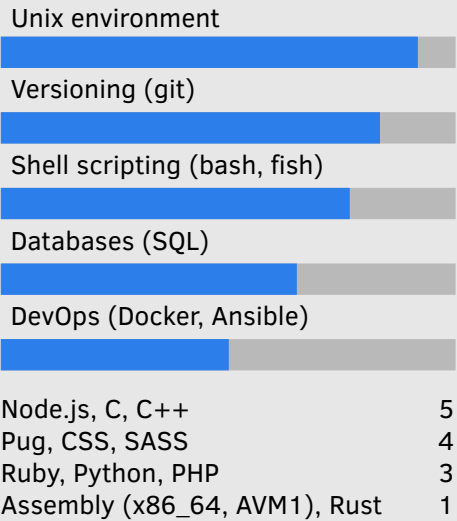 Unix environment
Versioning (git)
Shell scripting (bash, fish)
Databases (SQL)
DevOps (Docker, Ansible)
Node.js, C, C++ 5
Pug, CSS, SASS 4
Ruby, Python, PHP 3
Assembly (x86_64, AVM1), Rust 1